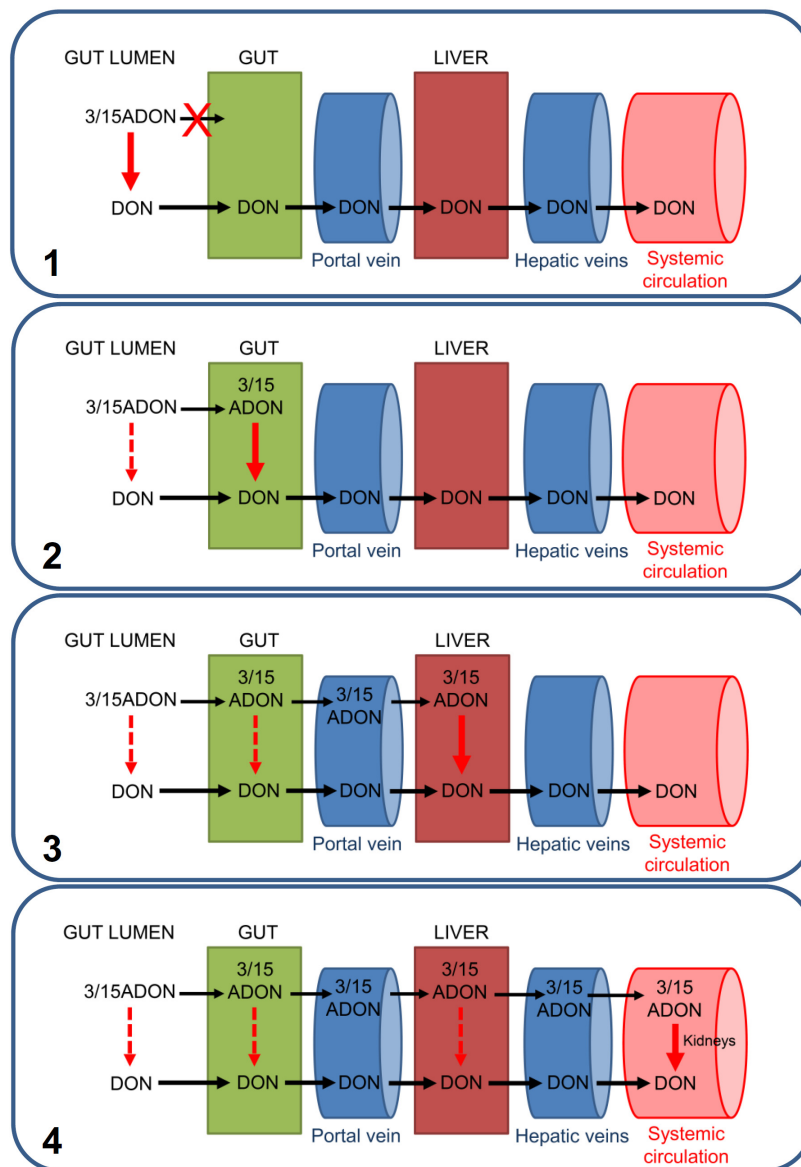 GUT LUMEN GUT LIVER
3/15ADON
DON DON DON DON DON DON
Portal vein Hepatic veins Systemic
circulation
1
GUT LUMEN GUT LIVER
3/15
3/15ADON ADON
DON DON DON DON DON DON
Portal vein Hepatic veins Systemic
circulation
2
GUT LUMEN GUT LIVER
3/15 3/15 3/15
3/15ADON ADON ADON ADON
DON DON DON DON DON DON
Portal vein Hepatic veins Systemic
circulation
3
GUT LUMEN GUT LIVER
3/15 3/15 3/15 3/15 3/15
3/15ADON ADON ADON ADON ADON ADON
Kidneys
DON DON DON DON DON DON
Portal vein Hepatic veins Systemic
circulation
4